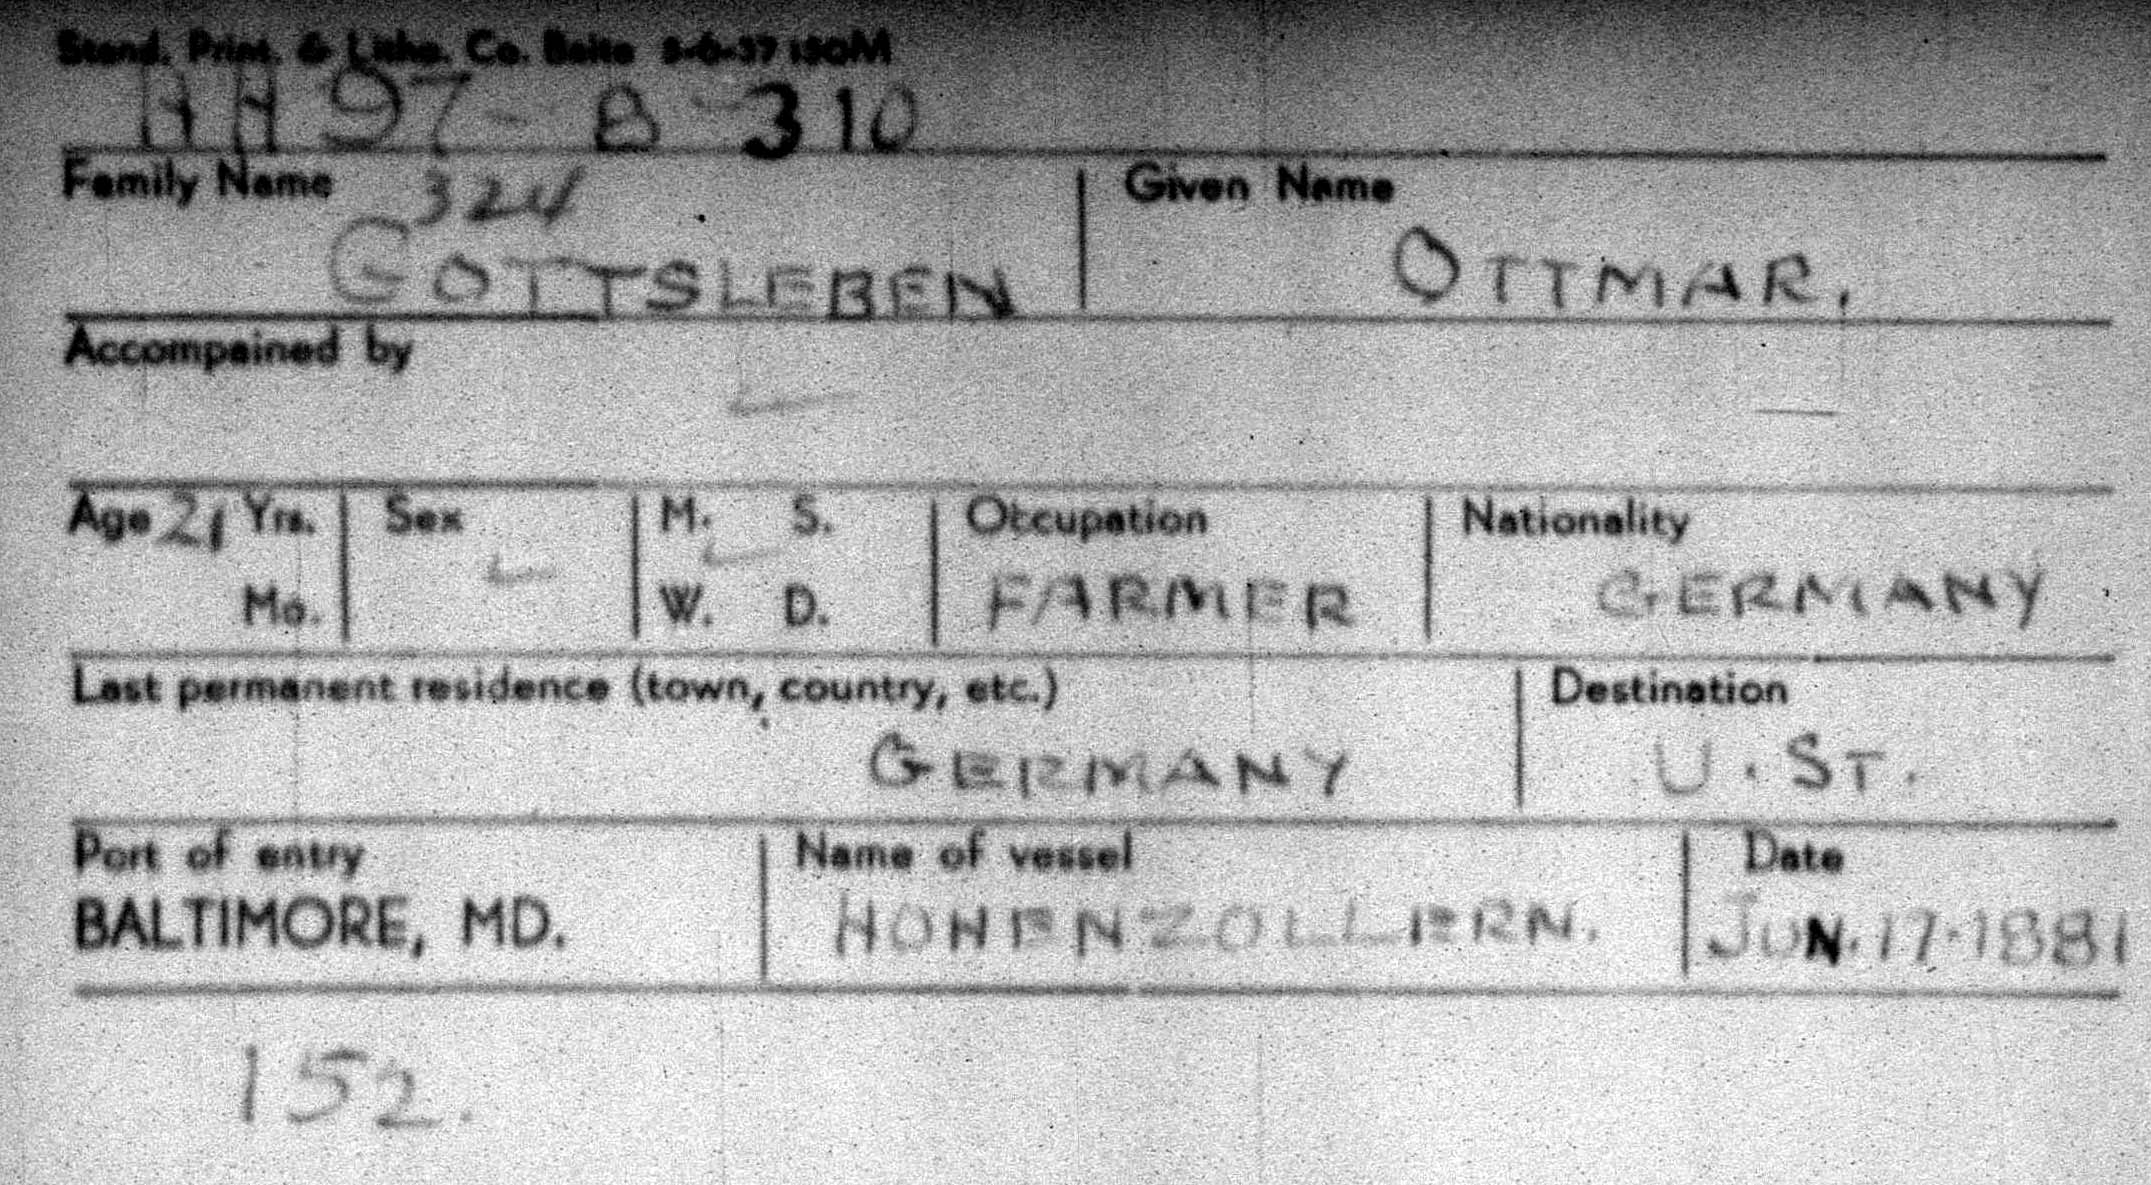 Stand. Print. & Litho. Co. Balto 5-6-37 150M
HH 97 - B - 310
Family Name 324 Given Name
GOTTSLEBEN OTTMAR,
Accompained by
Age 21 Yrs. Sex M. S. Occupation Nationality
Mo. W. D. FARMER GERMANY
Last permanent residence (town, country, etc.) Destination
GERMANY U. ST.
Port of entry Name of vessel Date
BALTIMORE, MD. HOHENZOLLERN. JUN. 17-1881
152.